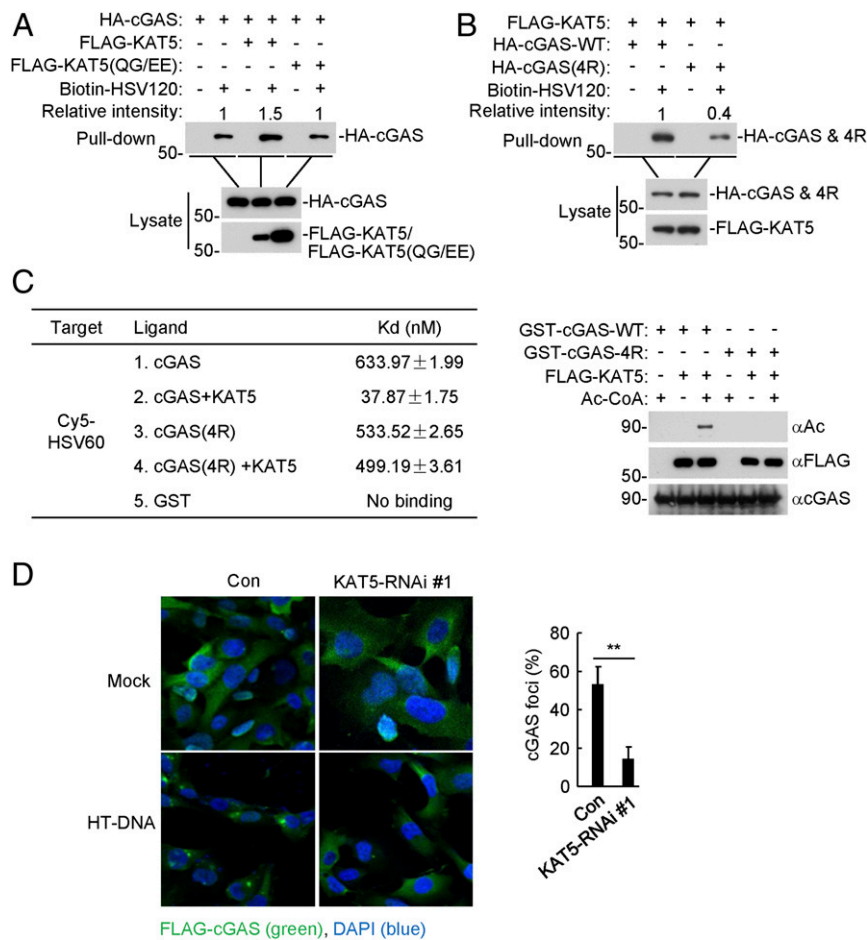 A
HA-cGAS: + + + + + +
FLAG-KAT5: - - + + - -
FLAG-KAT5(QG/EE): - - - - + +
Biotin-HSV120: - + - + - +
Relative intensity: 1 1.5 1
Pull-down
50-
-HA-cGAS
Lysate
50-
-HA-cGAS
50-
-FLAG-KAT5/
FLAG-KAT5(QG/EE)
B
FLAG-KAT5: + + + +
HA-cGAS-WT: + + - -
HA-cGAS(4R): - - + +
Biotin-HSV120: - + - +
Relative intensity: 1 0.4
Pull-down
50-
-HA-cGAS & 4R
Lysate
50-
-HA-cGAS & 4R
50-
-FLAG-KAT5
C
Target Ligand Kd (nM)
Cy5-
HSV60
1. cGAS 633.97±1.99
2. cGAS+KAT5 37.87±1.75
3. cGAS(4R) 533.52±2.65
4. cGAS(4R) +KAT5 499.19±3.61
5. GST No binding
GST-cGAS-WT: + + + - - -
GST-cGAS-4R: - - - + + +
FLAG-KAT5: - + + - + +
Ac-CoA: + - + + - +
90-
αAc
50-
αFLAG
90-
αcGAS
D
Con KAT5-RNAi #1
Mock
HT-DNA
FLAG-cGAS (green), DAPI (blue)
cGAS foci (%)
80
60
40
20
0
**
Con
KAT5-RNAi #1